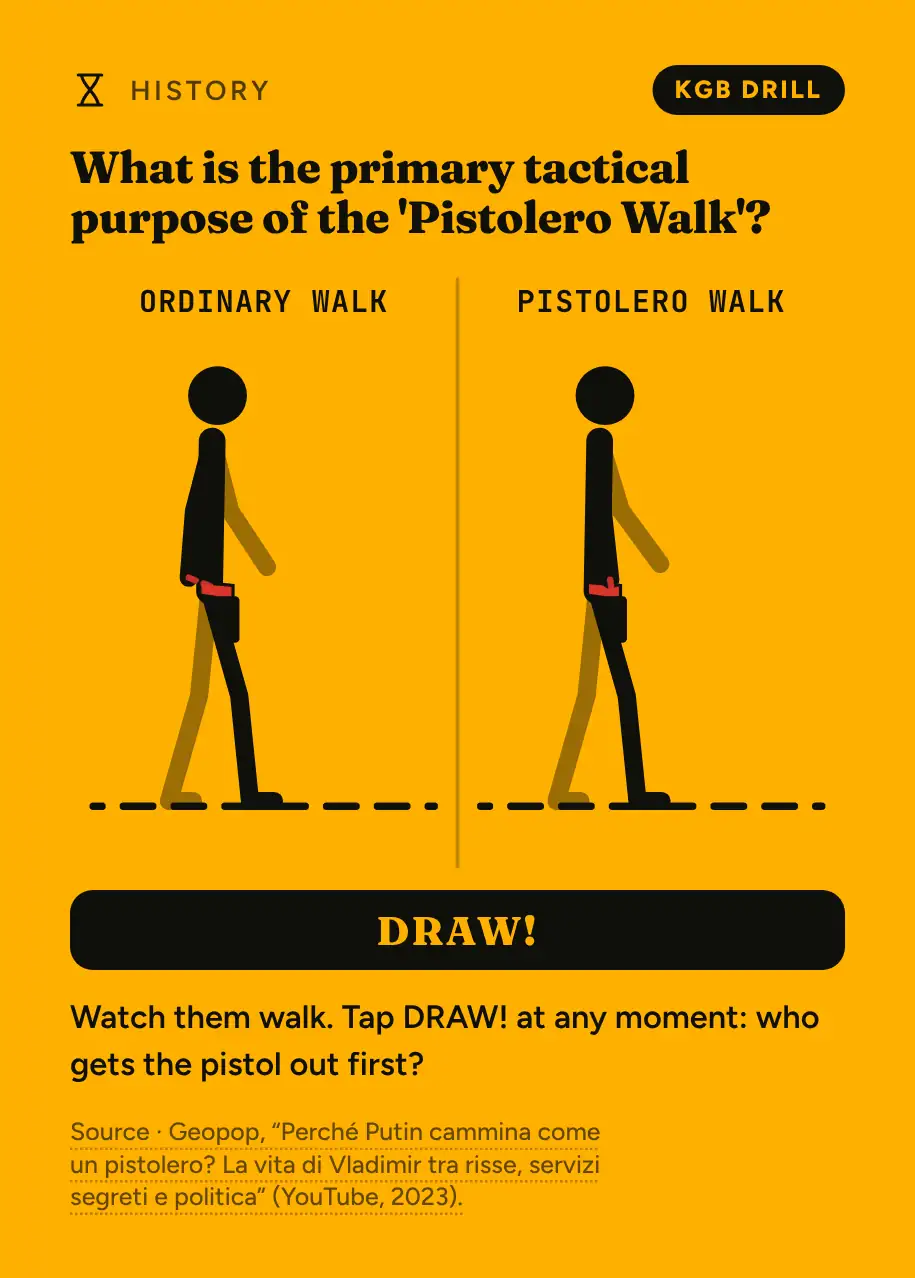 HISTORY
KGB DRILL
What is the primary tactical
purpose of the 'Pistolero Walk'?
ORDINARY WALK
PISTOLERO WALK
DRAW!
Watch them walk. Tap DRAW! at any moment: who
gets the pistol out first?
Source · Geopop, “Perché Putin cammina come
un pistolero? La vita di Vladimir tra risse, servizi
segreti e politica” (YouTube, 2023).